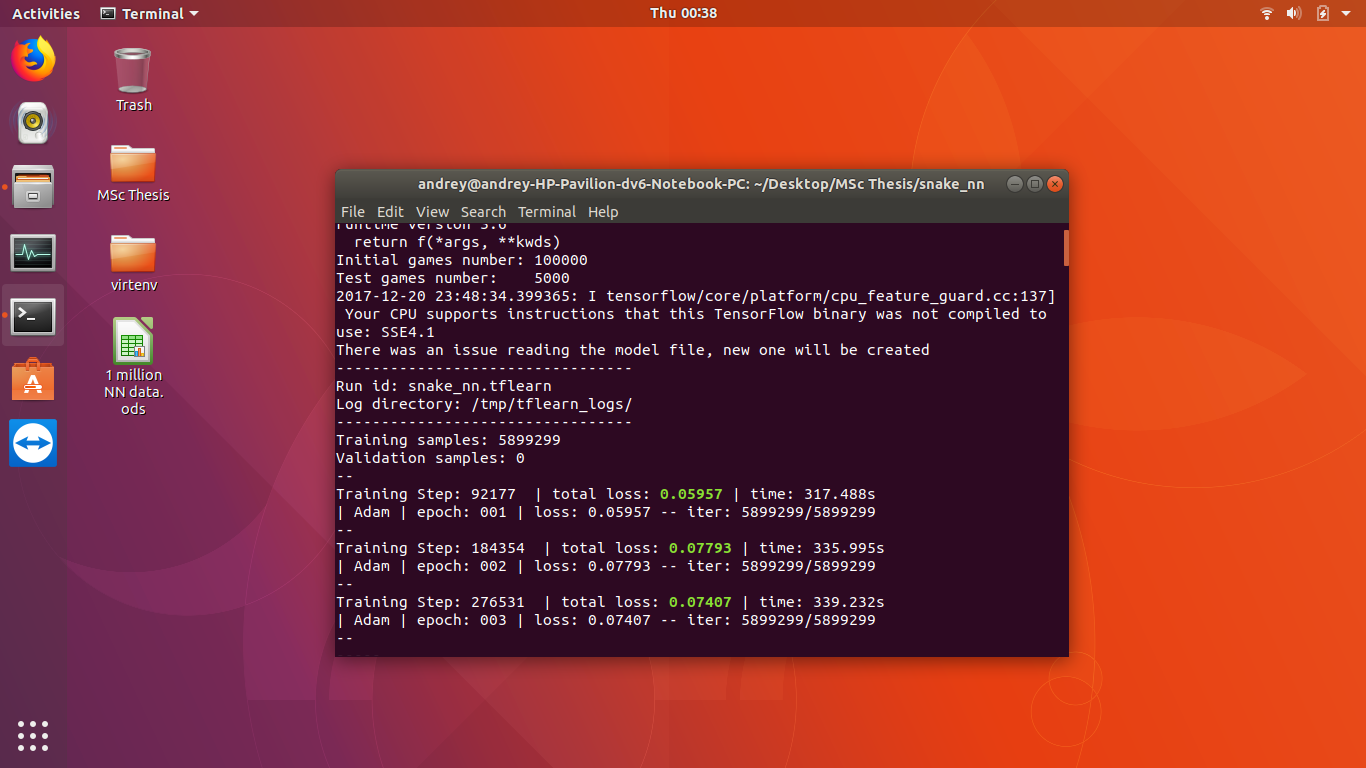 Activities
Terminal
Thu 00:38
Trash
MSc Thesis
virtenv
1 million
NN data.
ods
andrey@andrey-HP-Pavilion-dv6-Notebook-PC: ~/Desktop/MSc Thesis/snake_nn
File Edit View Search Terminal Help
runtime version 3.6
  return f(*args, **kwds)
Initial games number: 100000
Test games number:    5000
2017-12-20 23:48:34.399365: I tensorflow/core/platform/cpu_feature_guard.cc:137]
 Your CPU supports instructions that this TensorFlow binary was not compiled to
use: SSE4.1
There was an issue reading the model file, new one will be created
---------------------------------
Run id: snake_nn.tflearn
Log directory: /tmp/tflearn_logs/
---------------------------------
Training samples: 5899299
Validation samples: 0
--
Training Step: 92177  | total loss: 0.05957 | time: 317.488s
| Adam | epoch: 001 | loss: 0.05957 -- iter: 5899299/5899299
--
Training Step: 184354  | total loss: 0.07793 | time: 335.995s
| Adam | epoch: 002 | loss: 0.07793 -- iter: 5899299/5899299
--
Training Step: 276531  | total loss: 0.07407 | time: 339.232s
| Adam | epoch: 003 | loss: 0.07407 -- iter: 5899299/5899299
--
-----